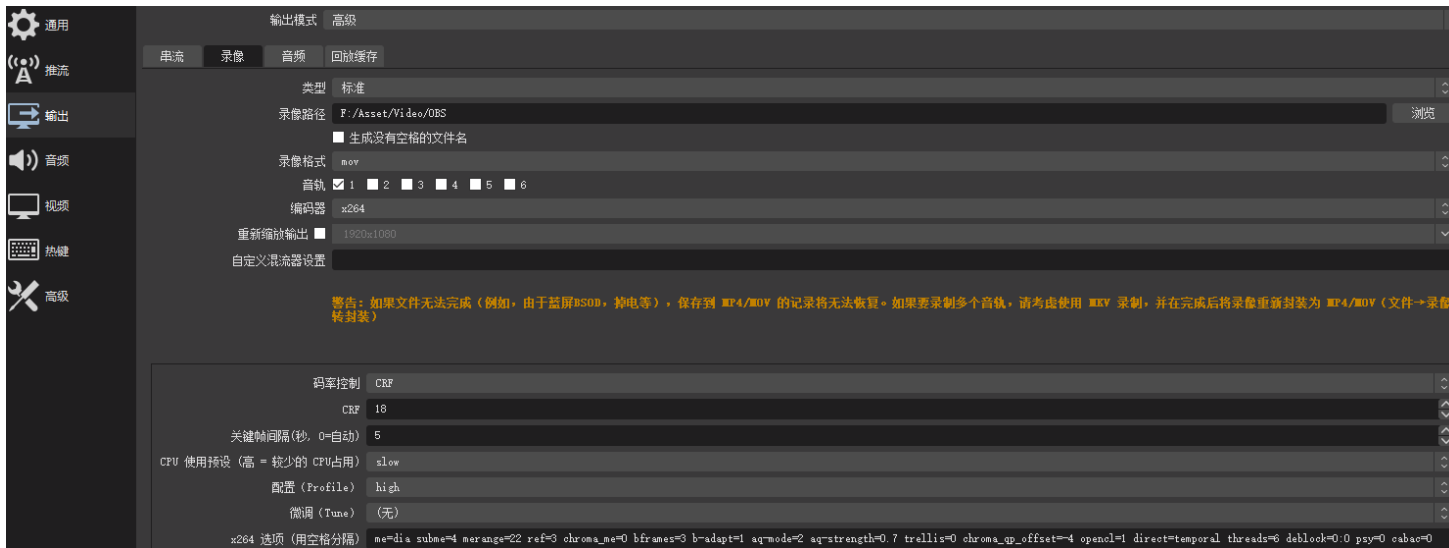 通用
输出模式 高级
串流 录像 音频 回放缓存
推流
类型 标准
输出
录像路径 F:/Asset/Video/OBS 浏览
生成没有空格的文件名
音频
录像格式 mov
音轨 1 2 3 4 5 6
视频
编码器 x264
重新缩放输出 1920x1080
热键
自定义混流器设置
高级
警告：如果文件无法完成（例如，由于蓝屏BSOD，掉电等），保存到 MP4/MOV 的记录将无法恢复。如果要录制多个音轨，请考虑使用 MKV 录制，并在完成后将录像重新封装为 MP4/MOV（文件→录像
转封装）
码率控制 CRF
CRF 18
关键帧间隔(秒, 0=自动) 5
CPU 使用预设（高 = 较少的 CPU占用） slow
配置（Profile） high
微调（Tune） （无）
x264 选项（用空格分隔） me=dia subme=4 merange=22 ref=3 chroma_me=0 bframes=3 b-adapt=1 aq-mode=2 aq-strength=0.7 trellis=0 chroma_qp_offset=-4 opencl=1 direct=temporal threads=6 deblock=0:0 psy=0 cabac=0